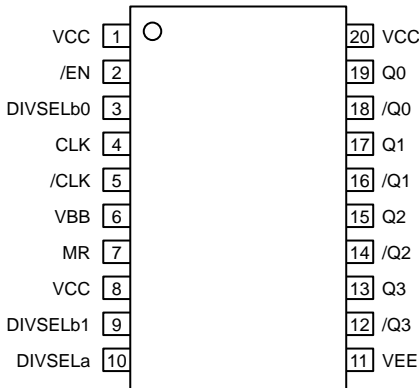 VCC 1 20 VCC
/EN 2 19 Q0
DIVSELb0 3 18 /Q0
CLK 4 17 Q1
/CLK 5 16 /Q1
VBB 6 15 Q2
MR 7 14 /Q2
VCC 8 13 Q3
DIVSELb1 9 12 /Q3
DIVSELa 10 11 VEE